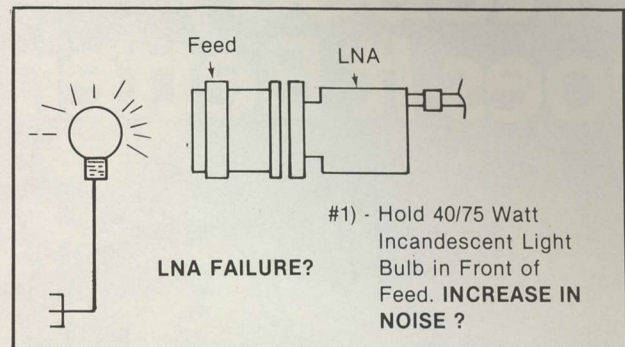 Feed
LNA
#1) - Hold 40/75 Watt
Incandescent Light
Bulb in Front of
Feed. INCREASE IN
NOISE ?
LNA FAILURE?